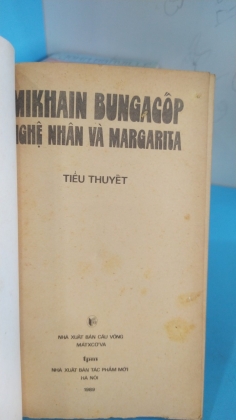 MIKHAIN BUNGACÔP
NGHỆ NHÂN VÀ MARGARITA
TIỂU THUYẾT
NHÀ XUẤT BẢN CẦU VỒNG
MATXCƠVA
NHÀ XUẤT BẢN TÁC PHẨM MỚI
HÀ NỘI